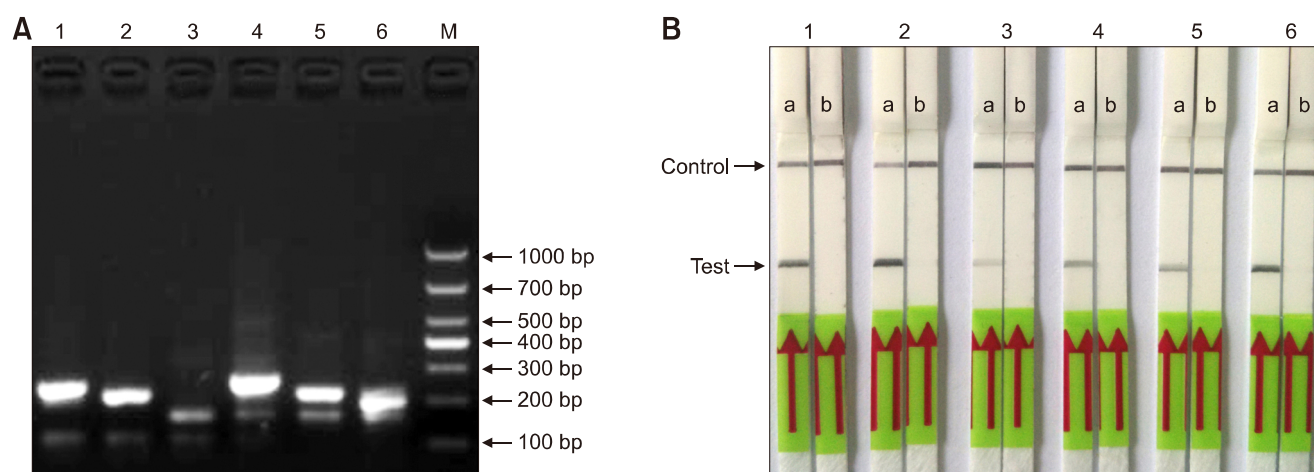 A
1 2 3 4 5 6 M
1000 bp
700 bp
500 bp
400 bp
300 bp
200 bp
100 bp
B
1 2 3 4 5 6
a b a b a b a b a b a b
Control
Test